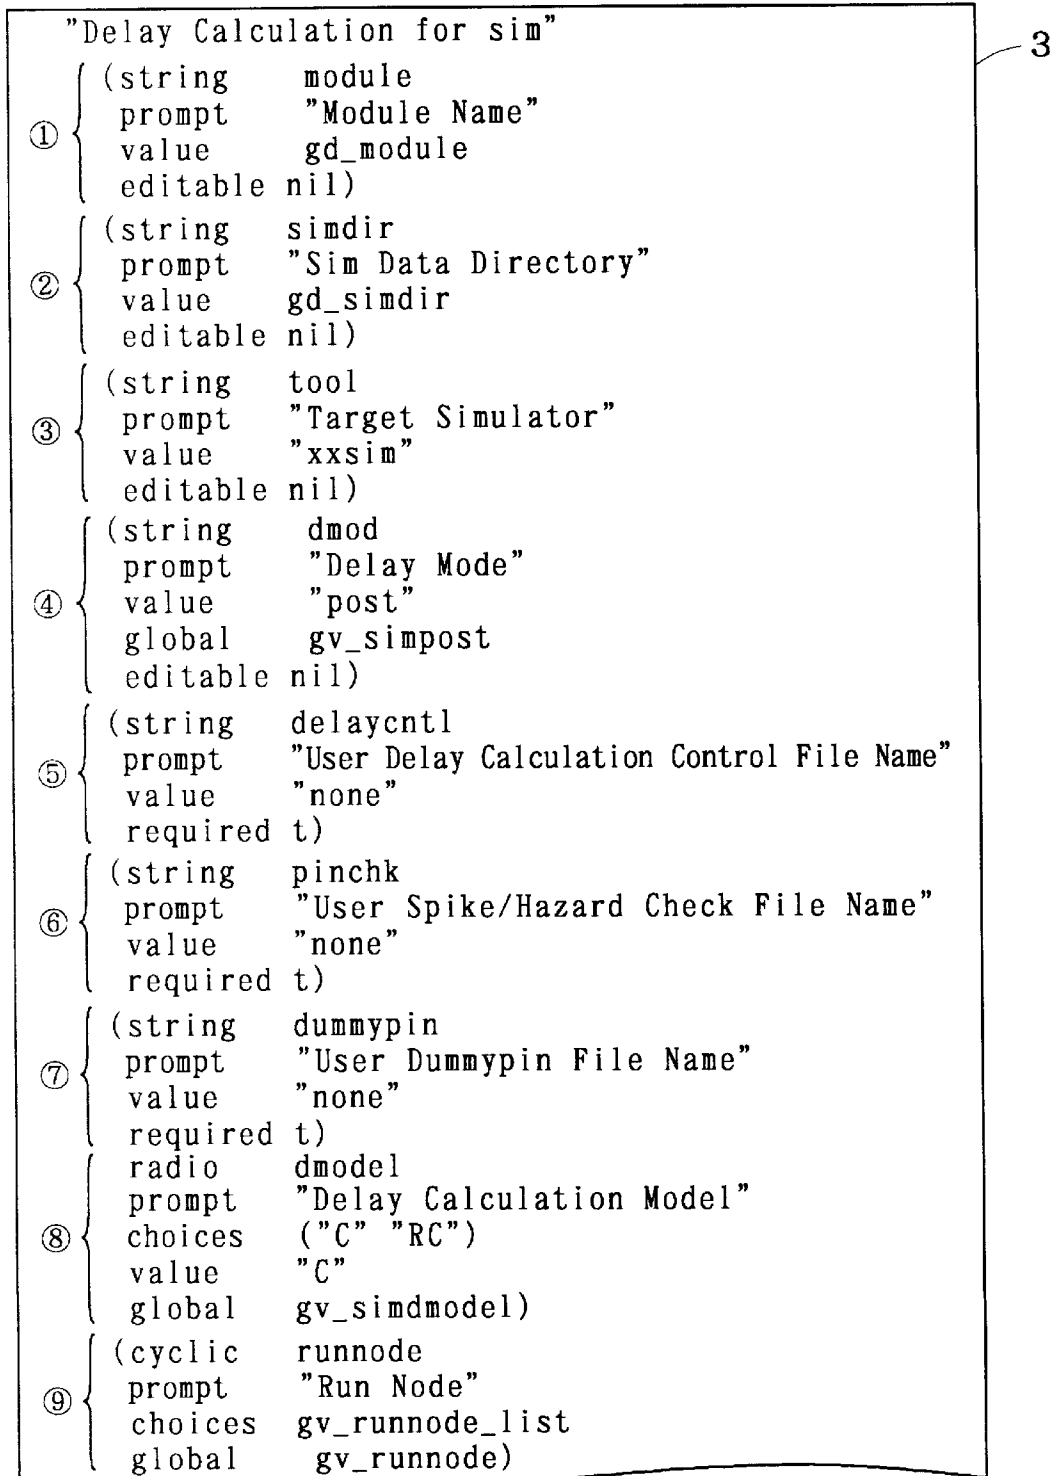 "Delay Calculation for sim"
3
① (string module
prompt "Module Name"
value gd_module
editable nil)
② (string simdir
prompt "Sim Data Directory"
value gd_simdir
editable nil)
③ (string tool
prompt "Target Simulator"
value "xxsim"
editable nil)
④ (string dmod
prompt "Delay Mode"
value "post"
global gv_simpost
editable nil)
⑤ (string delaycntl
prompt "User Delay Calculation Control File Name"
value "none"
required t)
⑥ (string pinchk
prompt "User Spike/Hazard Check File Name"
value "none"
required t)
⑦ (string dummypin
prompt "User Dummypin File Name"
value "none"
required t)
⑧ radio dmodel
prompt "Delay Calculation Model"
choices ("C" "RC")
value "C"
global gv_simdmodel)
⑨ (cyclic runnode
prompt "Run Node"
choices gv_runnode_list
global gv_runnode)